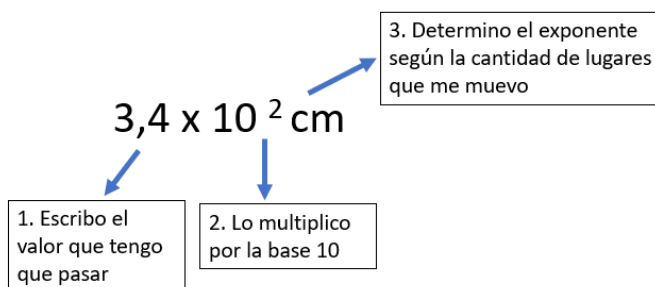 3. Determino el exponente
según la cantidad de lugares
que me muevo
3,4 x 10 ² cm
1. Escribo el
valor que tengo
que pasar
2. Lo multiplico
por la base 10